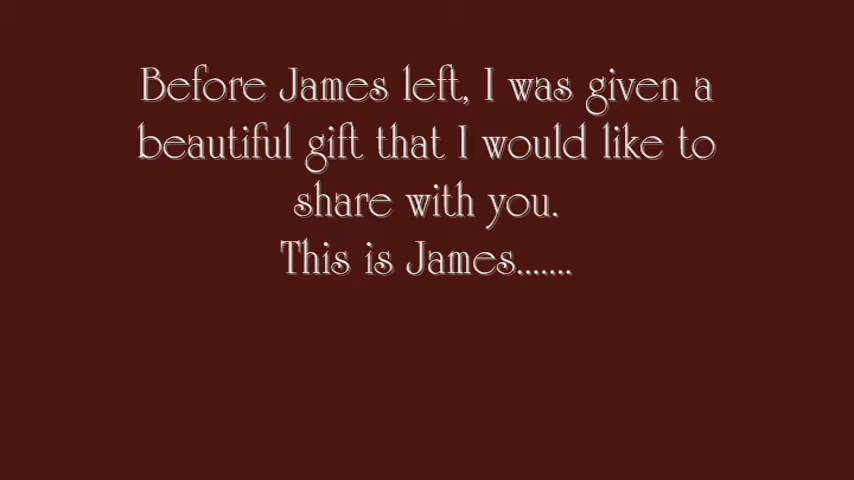 Before James left, I was given a
beautiful gift that I would like to
share with you.
This is James.......